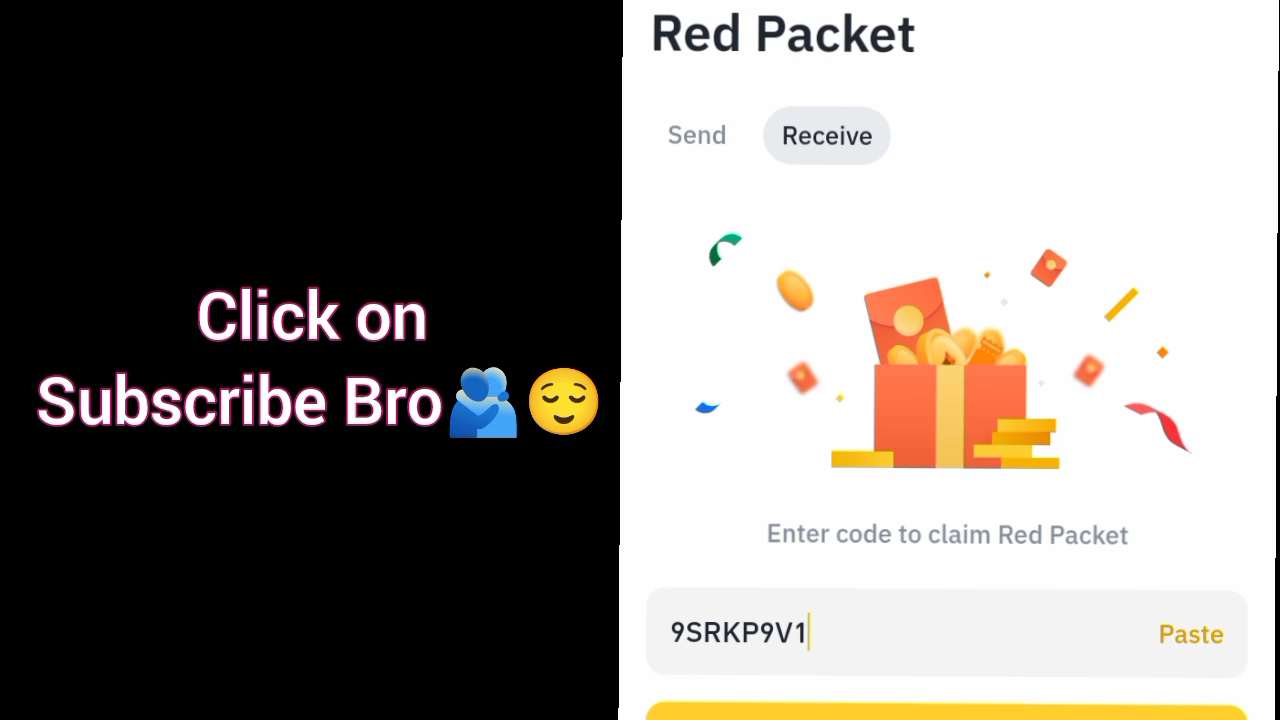 Click on
Subscribe Bro🫂😌
Red Packet
Send
Receive
Enter code to claim Red Packet
9SRKP9V1
Paste